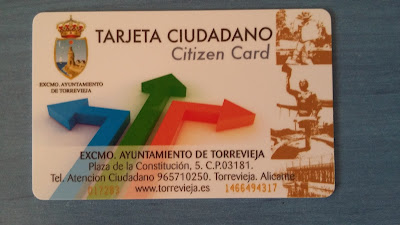 TARJETA CIUDADANO
Citizen Card
EXCMO. AYUNTAMIENTO
DE TORREVIEJA
EXCMO. AYUNTAMIENTO DE TORREVIEJA
Plaza de la Constitución, 5. C.P.03181.
Tel. Atencion Ciudadano 965710250. Torrevieja. Alicante
www.torrevieja.es
1466494317